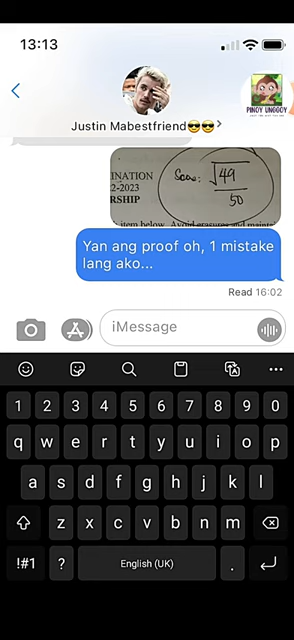 13:13
PINOY UNGGOY
Justin Mabestfriend😎😎>
INATION
2-2023
RSHIP
Score: √49
50
item below. Avoid erasures and
Yan ang proof oh, 1 mistake
lang ako...
Read 16:02
iMessage
1 2 3 4 5 6 7 8 9 0
q w e r t y u i o p
a s d f g h j k l
z x c v b n m
!#1 ? English (UK) .